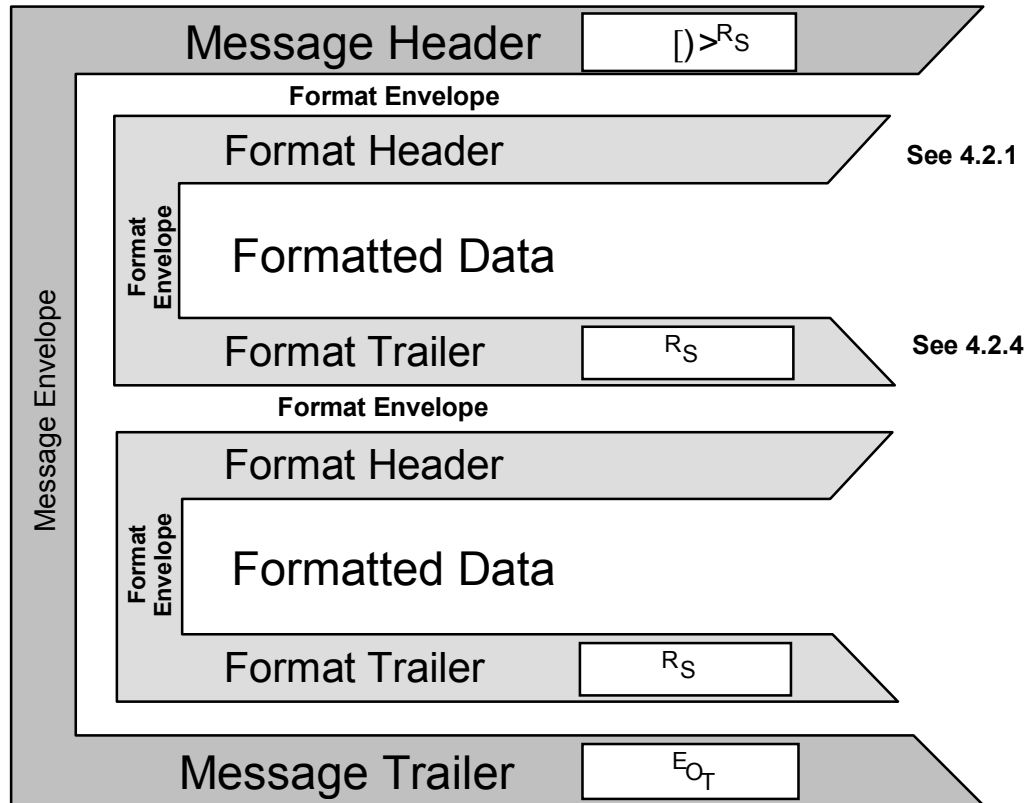 Message Header [)>RS
Format Envelope
Format Header
See 4.2.1
Format Envelope
Formatted Data
Format Trailer RS
See 4.2.4
Message Envelope
Format Envelope
Format Header
Format Envelope
Formatted Data
Format Trailer RS
Message Trailer EOT